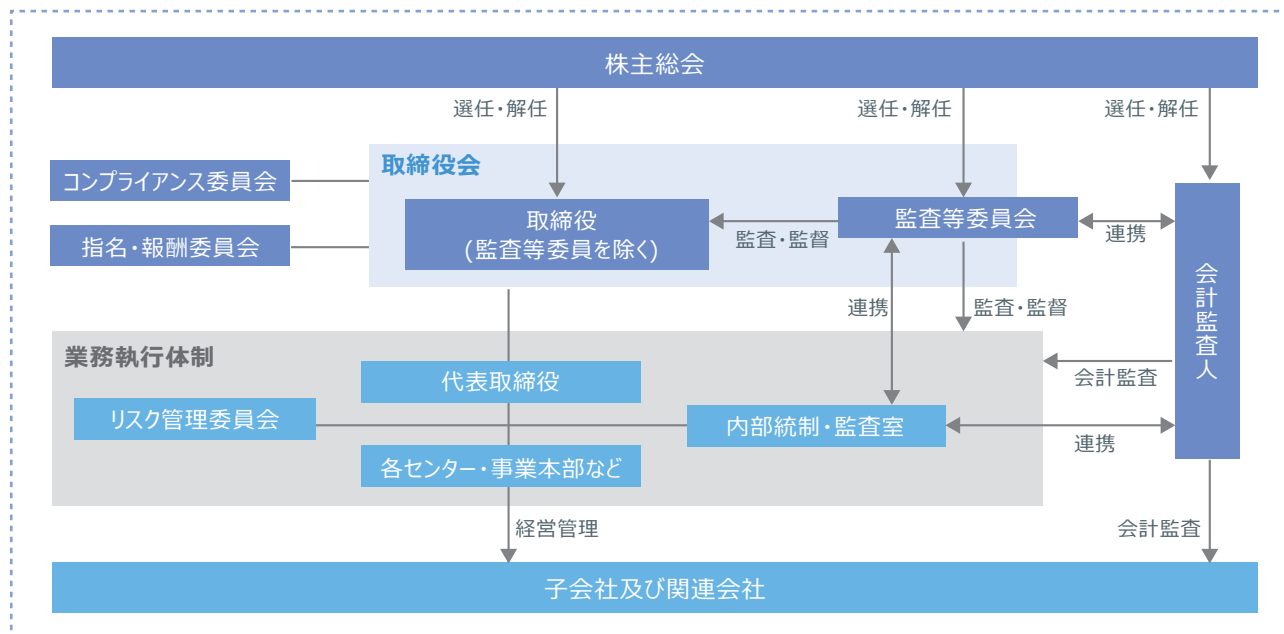 株主総会
選任・解任
選任・解任
選任・解任
取締役会
コンプライアンス委員会
指名・報酬委員会
取締役
(監査等委員を除く)
監査等委員会
監査・監督
連携
会計監査人
連携
監査・監督
業務執行体制
代表取締役
会計監査
リスク管理委員会
内部統制・監査室
連携
各センター・事業本部など
経営管理
会計監査
子会社及び関連会社